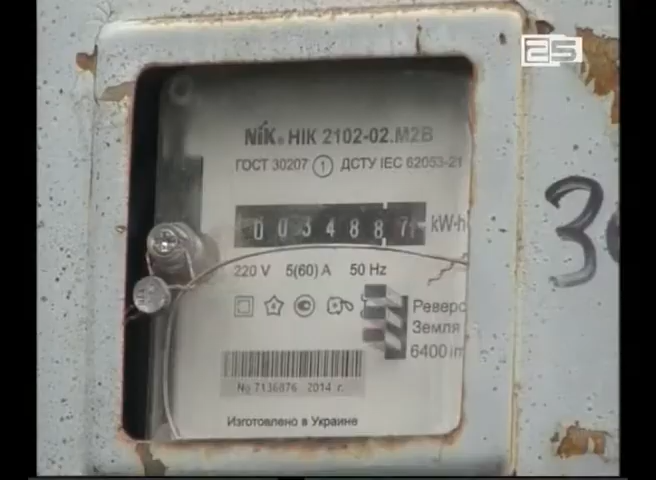 25
NiK® НІК 2102-02.М2В
ГОСТ 30207 1 ДСТУ IEC 62053-21
0 0 3 4 8 8 7 kW·h
220 V 5(60) A 50 Hz
3
Реверс
Земля
6400 im
№ 7136876 2014 г.
Изготовлено в Украине